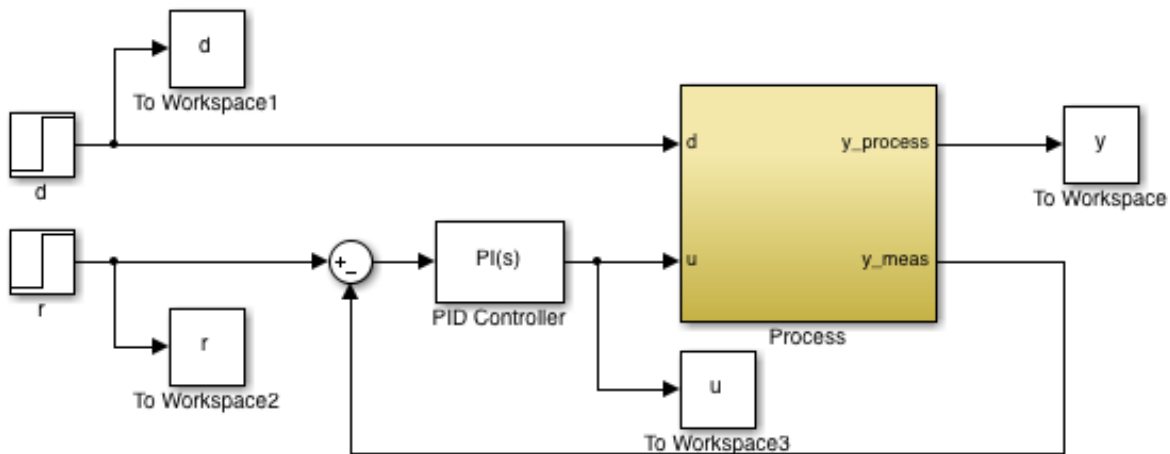 d
To Workspace1
d
d
y_process
y
To Workspace
r
+
-
PI(s)
PID Controller
u
y_meas
Process
r
To Workspace2
u
To Workspace3